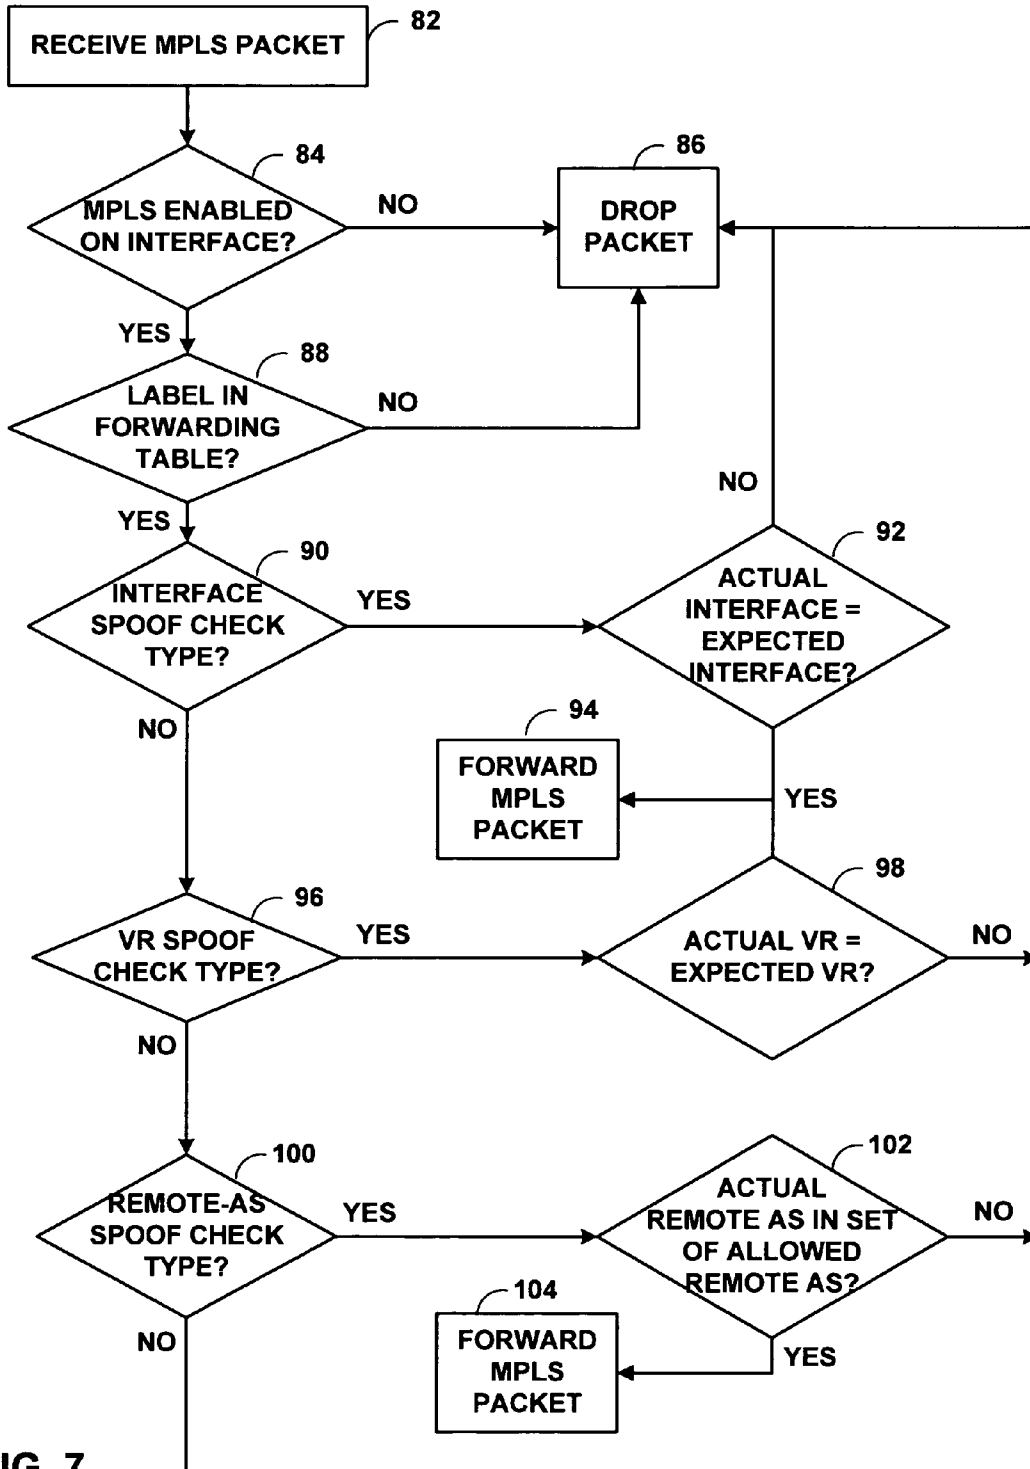 RECEIVE MPLS PACKET
82
84
MPLS ENABLED
ON INTERFACE?
NO
86
DROP
PACKET
YES
88
LABEL IN
FORWARDING
TABLE?
NO
YES
90
INTERFACE
SPOOF CHECK
TYPE?
YES
NO
92
ACTUAL
INTERFACE =
EXPECTED
INTERFACE?
NO
94
FORWARD
MPLS
PACKET
YES
96
VR SPOOF
CHECK TYPE?
YES
98
ACTUAL VR =
EXPECTED VR?
NO
NO
100
REMOTE-AS
SPOOF CHECK
TYPE?
YES
102
ACTUAL
REMOTE AS IN SET
OF ALLOWED
REMOTE AS?
NO
104
FORWARD
MPLS
PACKET
YES
NO
IG. 7